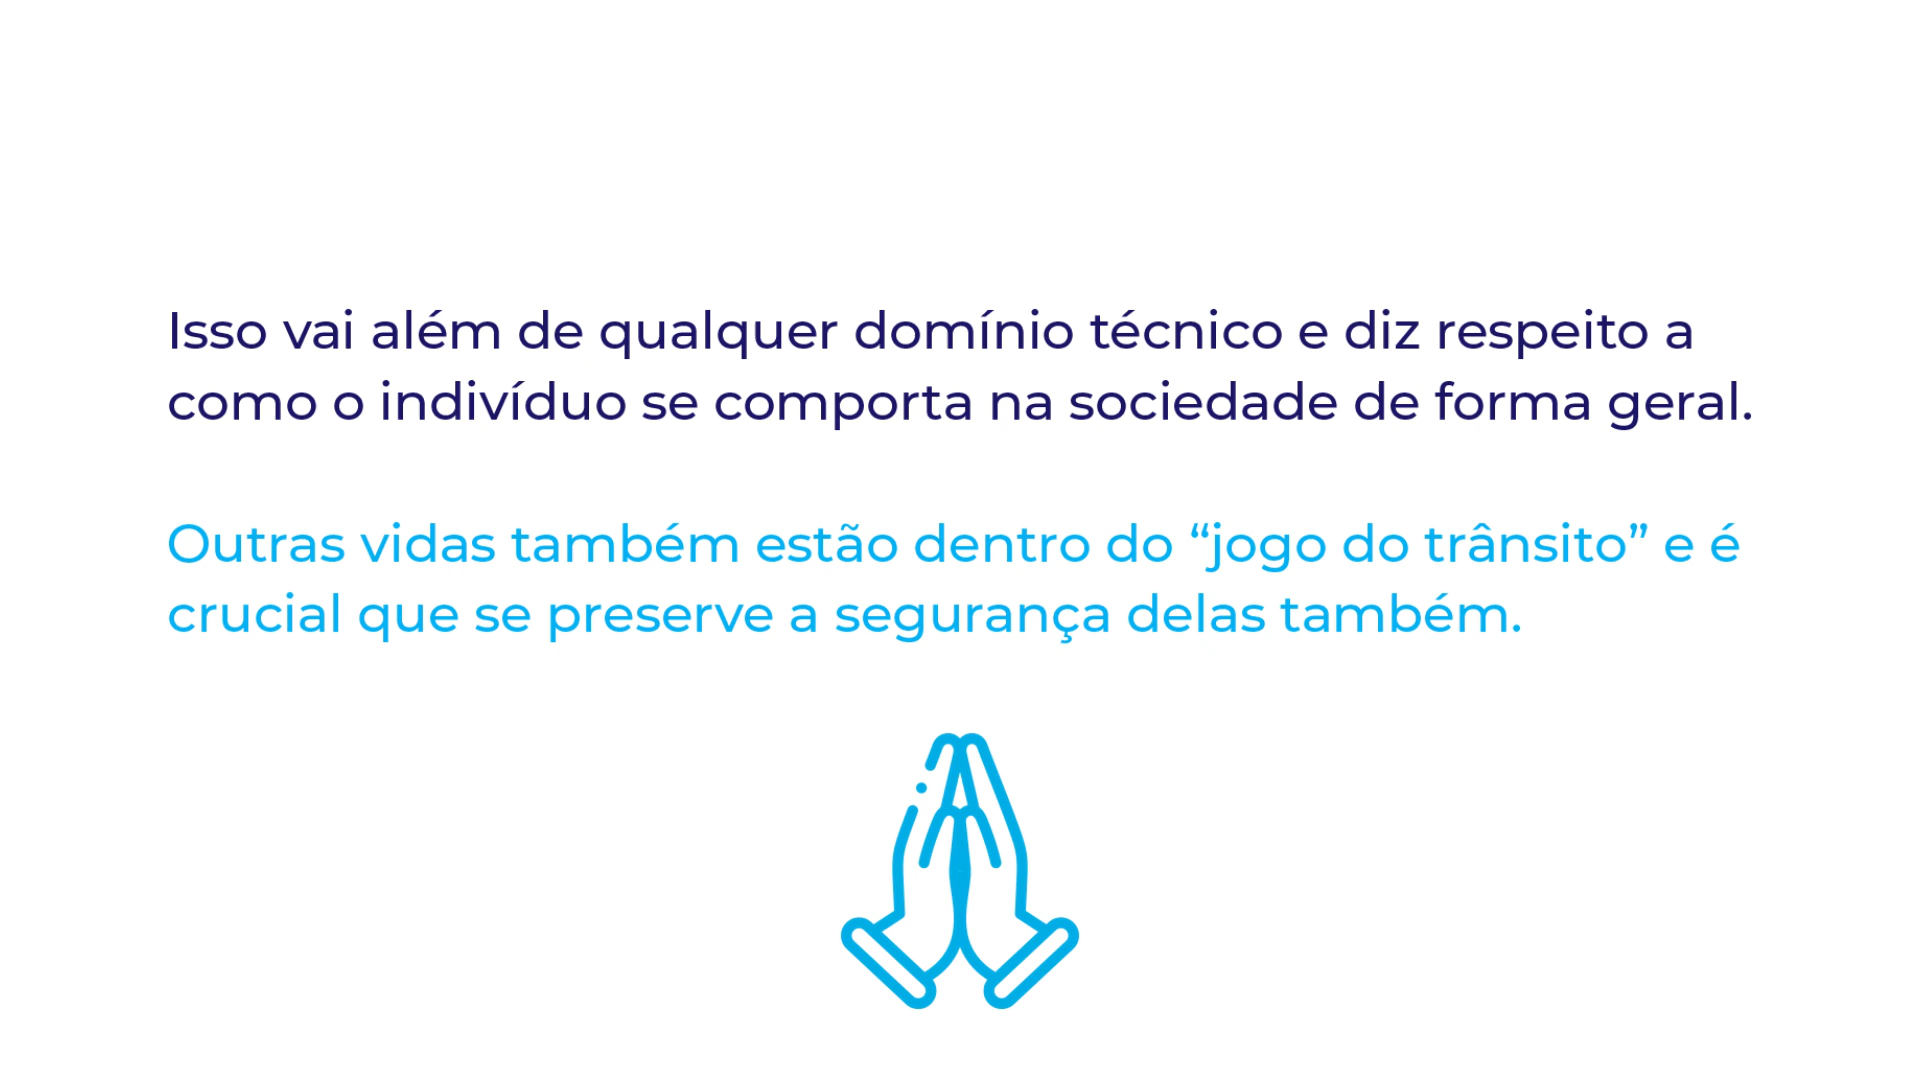 Isso vai além de qualquer domínio técnico e diz respeito a
como o indivíduo se comporta na sociedade de forma geral.
Outras vidas também estão dentro do “jogo do trânsito” e é
crucial que se preserve a segurança delas também.